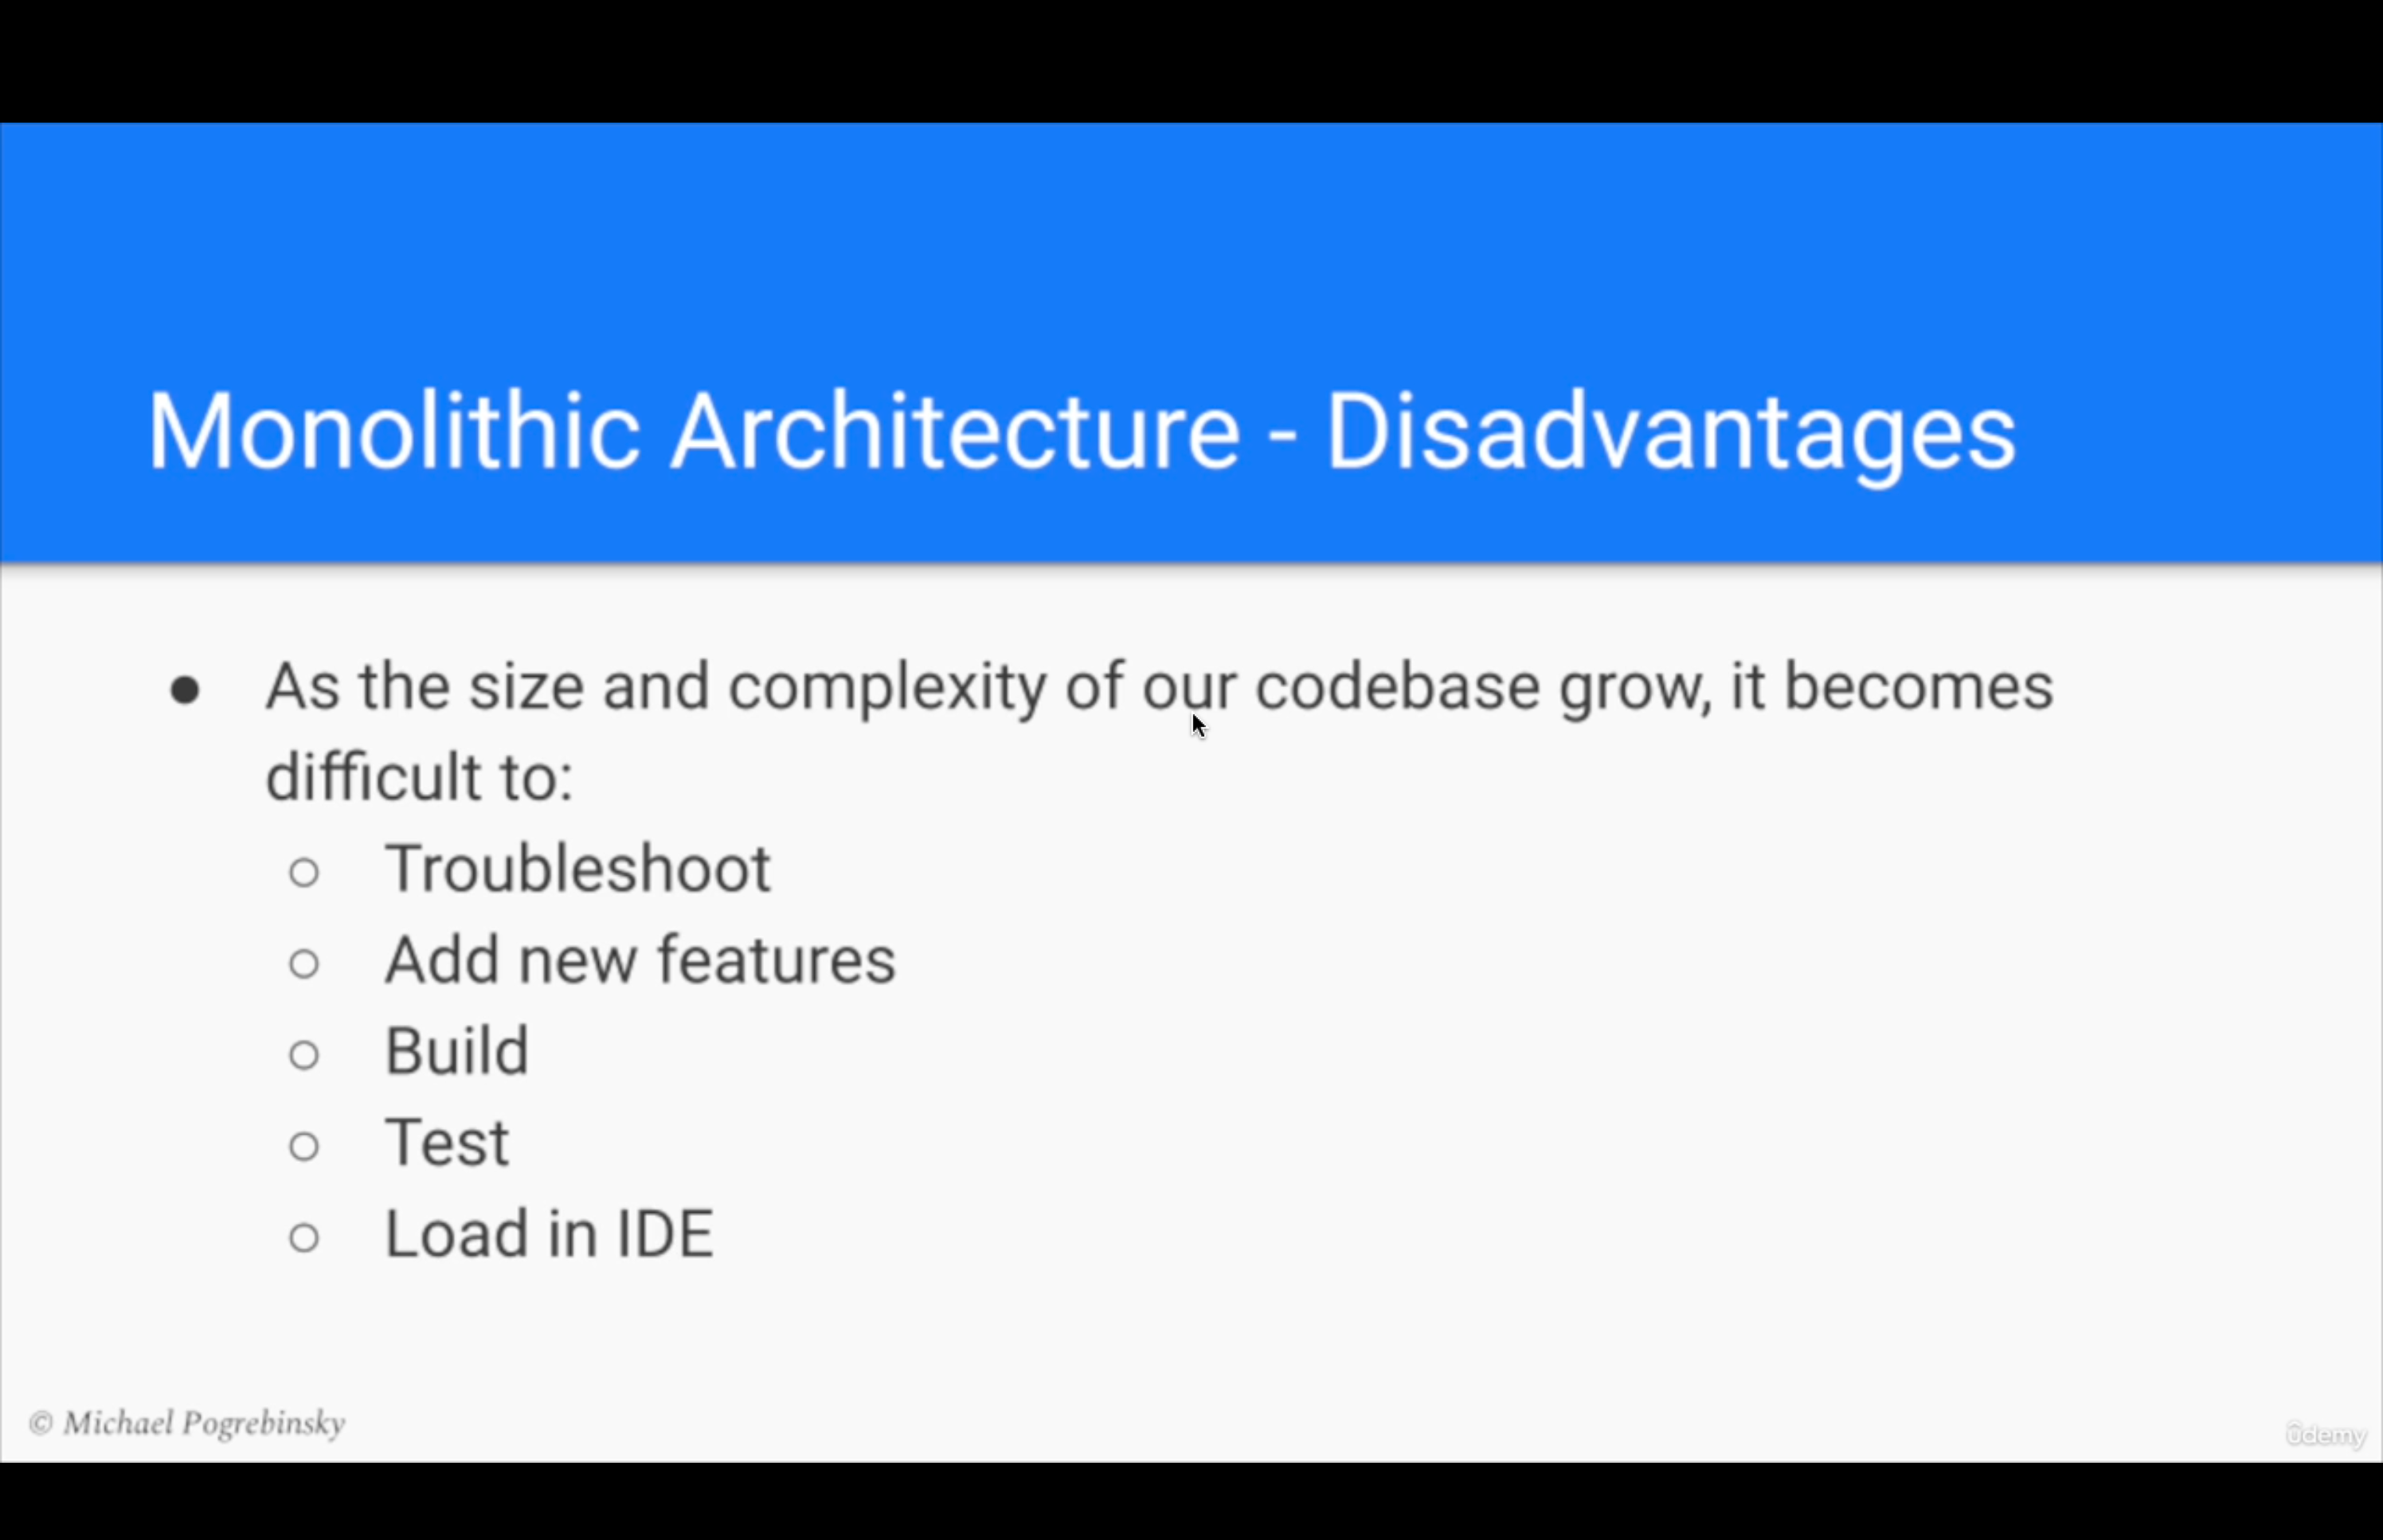 Monolithic Architecture - Disadvantages
● As the size and complexity of our codebase grow, it becomes
difficult to:
○ Troubleshoot
○ Add new features
○ Build
○ Test
○ Load in IDE
© Michael Pogrebinsky
ûdemy